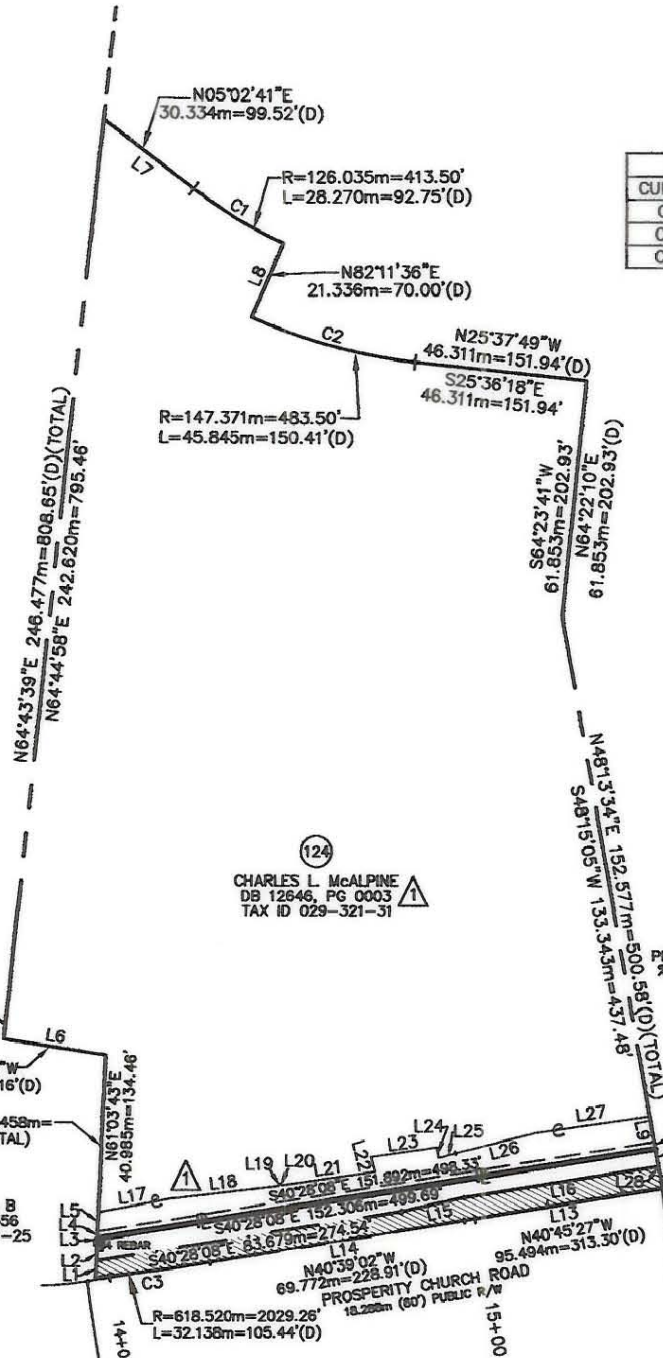 N05°02'41"E
30.334m=99.52'(D)
L7
R=126.035m=413.50'
L=28.270m=92.75'(D)
C1
L8
N82°11'36"E
21.336m=70.00'(D)
C2
N25°37'49"W
46.311m=151.94'(D)
S25°36'18"E
46.311m=151.94'
R=147.371m=483.50'
L=45.845m=150.41'(D)
S64°23'41"W
61.853m=202.93'
N64°22'10"E
61.853m=202.93'(D)
N64°43'39"E 246.477m=808.65'(D)(TOTAL)
N64°44'58"E 242.620m=795.46'
124
CHARLES L. McALPINE
DB 12646, PG 0003
TAX ID 029-321-31
1
N48°13'34"E 152.577m=500.58'(D)(TOTAL)
S48°15'05"W 133.343m=437.48'
L6
"W
16'(D)
458m=
TAL)
N61°03'43"E
40.985m=134.46'
B
56
-25
L5
L4
L3
L2
L1
L17
1
L18
L19
L20
L21
L22
L23
L24
L25
L26
L27
L9
S40°28'08"E 151.892m=498.33'
S40°28'08"E 152.306m=499.69'
REBAR
S40°28'08"E 83.679m=274.54'
L15
L16
L28
C3
L14
N40°39'02"W
69.772m=228.91'(D)
L13
N40°45'27"W
95.494m=313.30'(D)
PROSPERITY CHURCH ROAD
18.288m (60') PUBLIC R/W
R=618.520m=2029.26'
L=32.138m=105.44'(D)
14+0
15+00